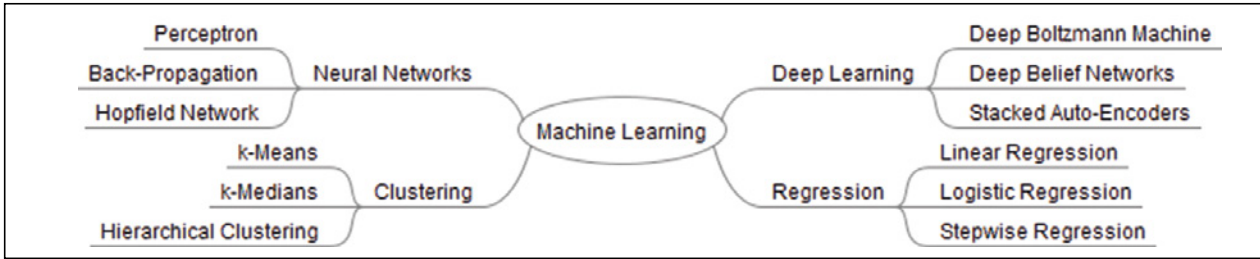 Perceptron
Back-Propagation
Hopfield Network
Neural Networks
k-Means
k-Medians
Hierarchical Clustering
Clustering
Machine Learning
Deep Learning
Deep Boltzmann Machine
Deep Belief Networks
Stacked Auto-Encoders
Regression
Linear Regression
Logistic Regression
Stepwise Regression